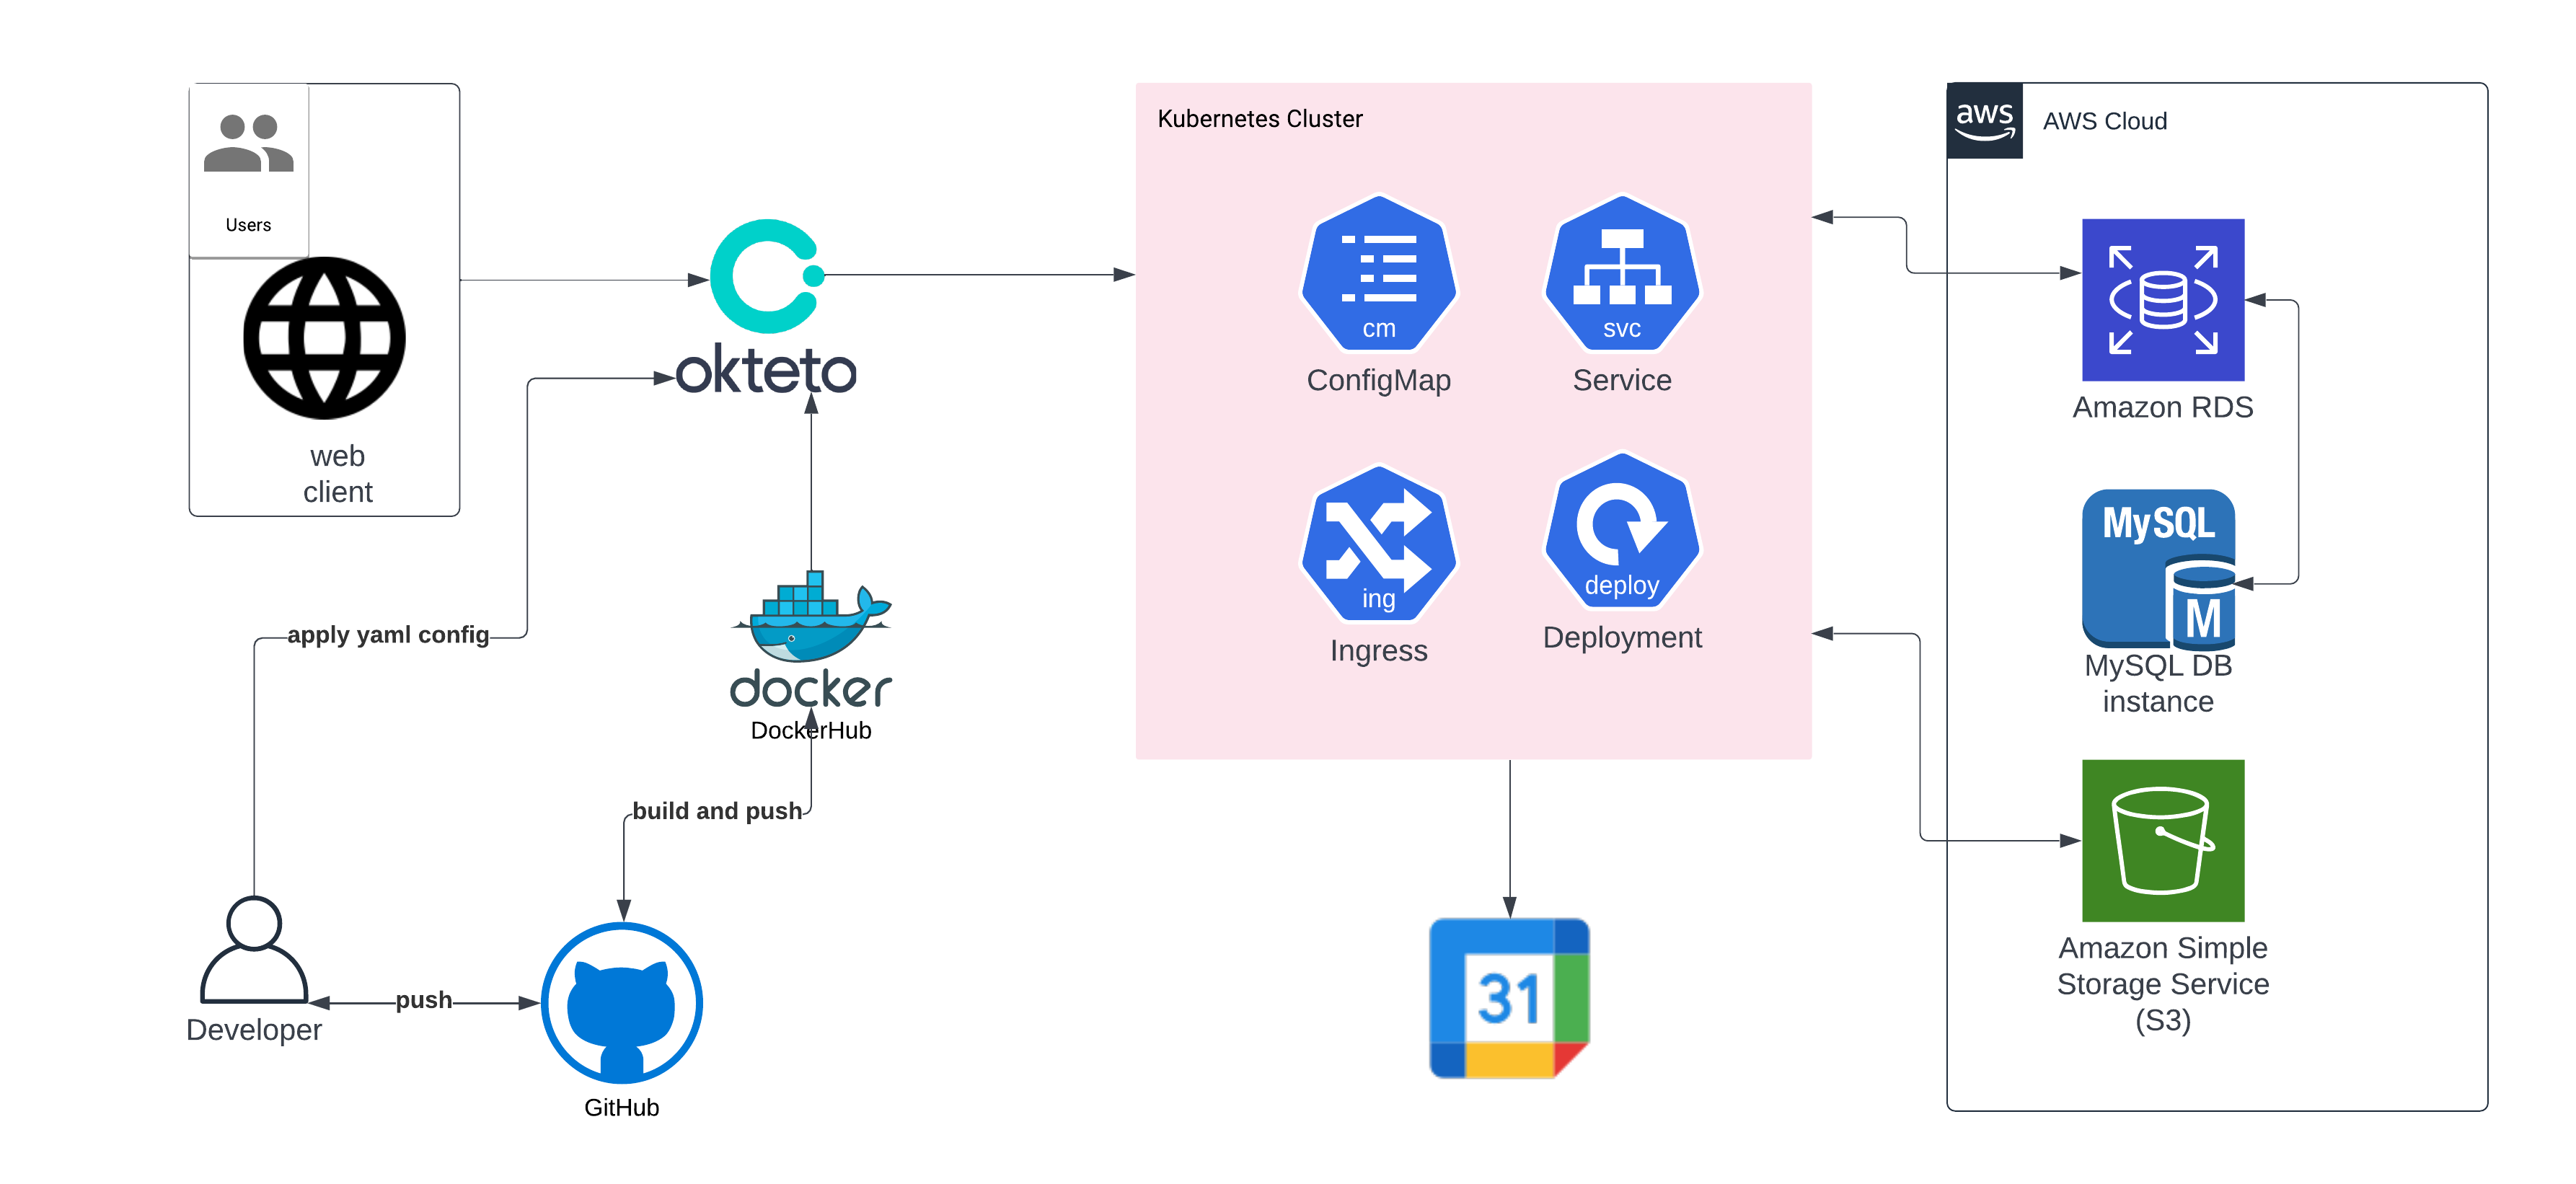 Users
web
client
okteto
apply yaml config
docker
DockerHub
build and push
Developer
push
GitHub
Kubernetes Cluster
cm
ConfigMap
svc
Service
ing
Ingress
deploy
Deployment
31
aws
AWS Cloud
Amazon RDS
MySQL
M
MySQL DB
instance
Amazon Simple
Storage Service
(S3)